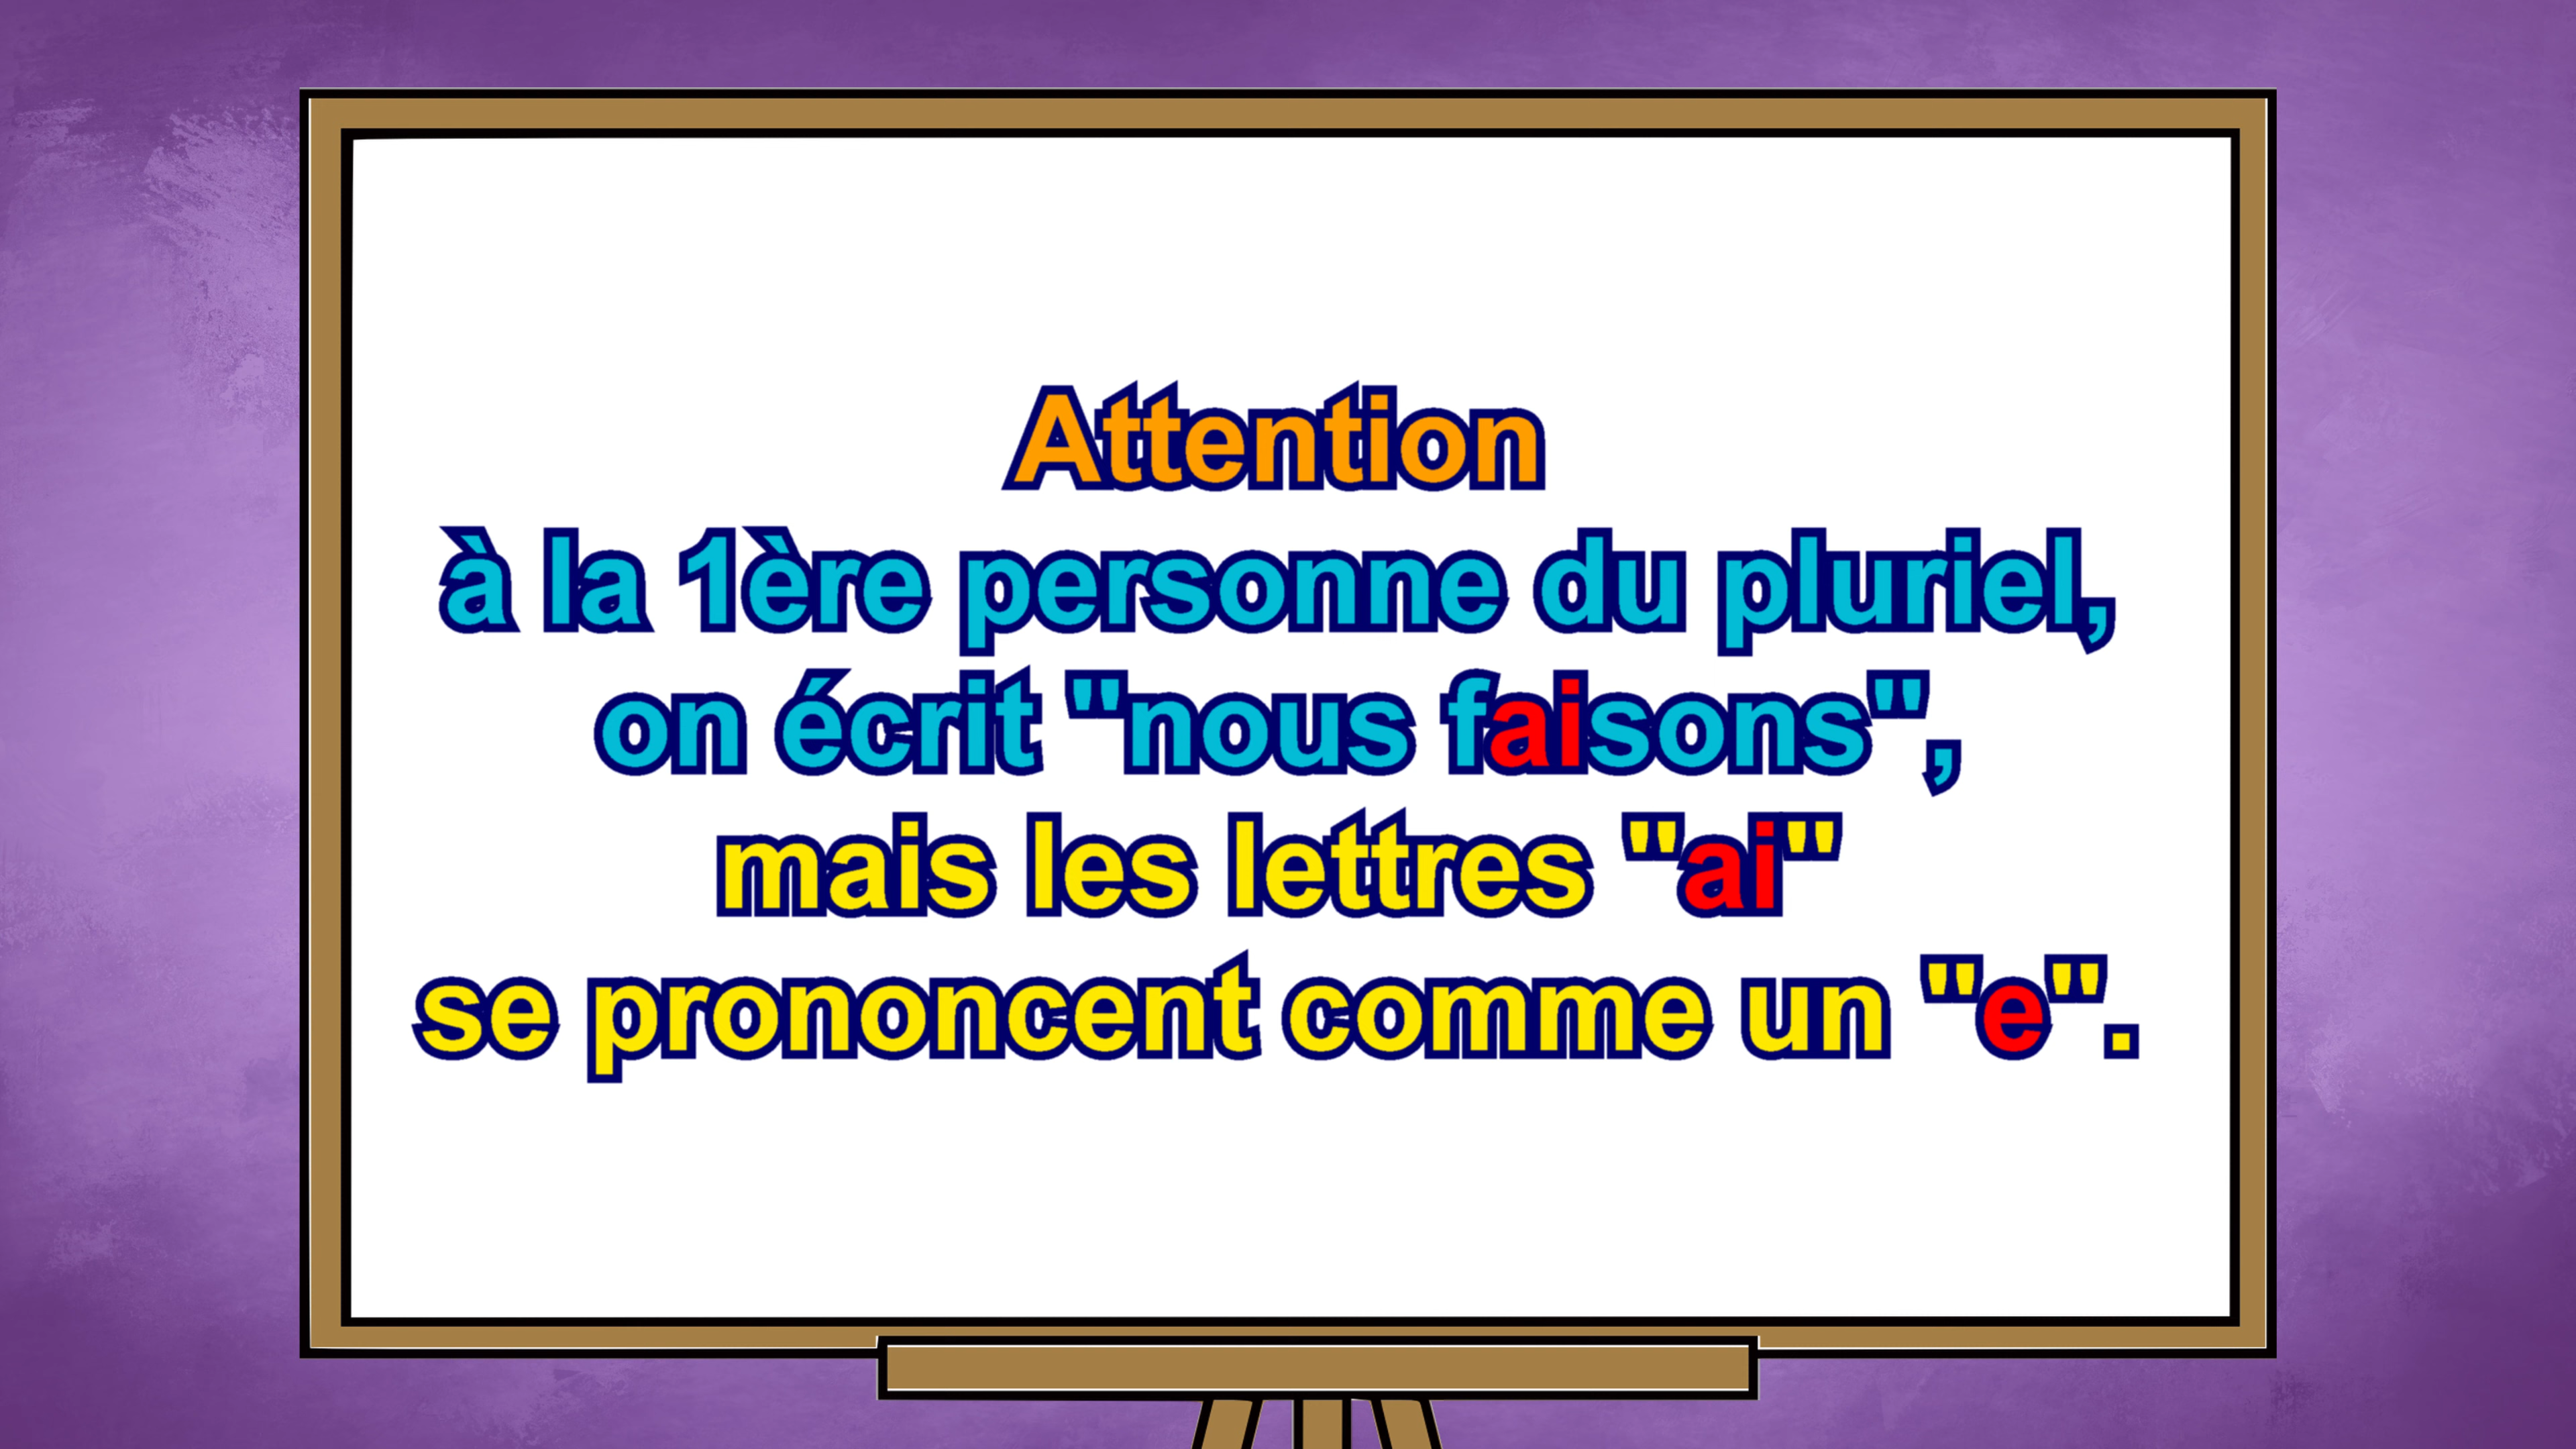 Attention
à la 1ère personne du pluriel,
on écrit "nous faisons",
mais les lettres "ai"
se prononcent comme un "e".